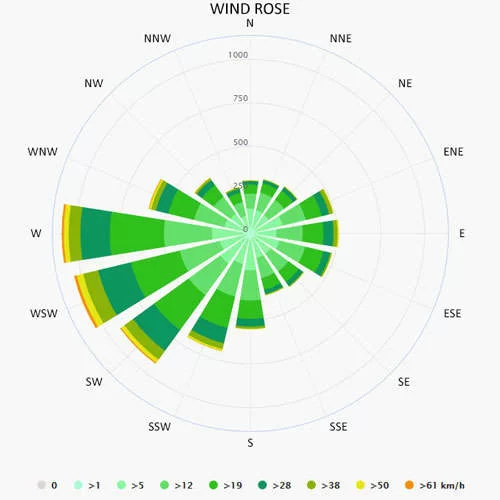 WIND ROSE
N
NNW
NNE
1000
NW
NE
750
500
WNW
ENE
250
W
0
E
WSW
ESE
SW
SE
SSW
SSE
S
0 >1 >5 >12 >19 >28 >38 >50 >61 km/h